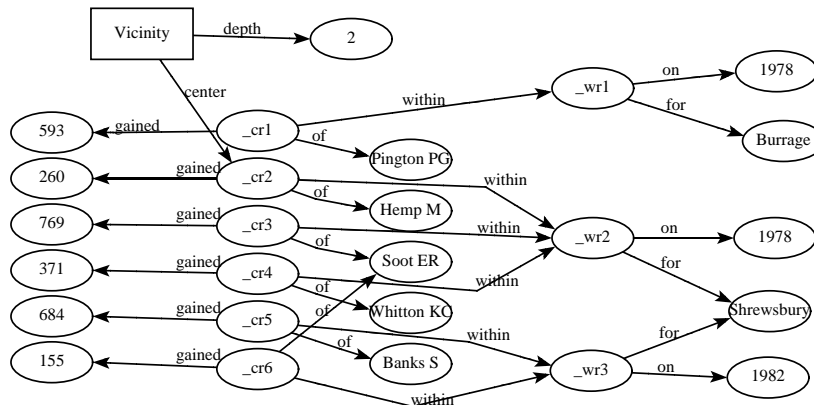 Vicinity
depth
2
center
within
_wr1
on
1978
for
Burrage
593
gained
_cr1
of
Pington PG
260
gained
_cr2
of
Hemp M
within
769
gained
_cr3
of
Soot ER
within
_wr2
on
1978
for
Shrewsbury
371
gained
_cr4
of
Whitton KC
within
684
gained
_cr5
of
Banks S
within
155
gained
_cr6
of
within
_wr3
for
on
1982